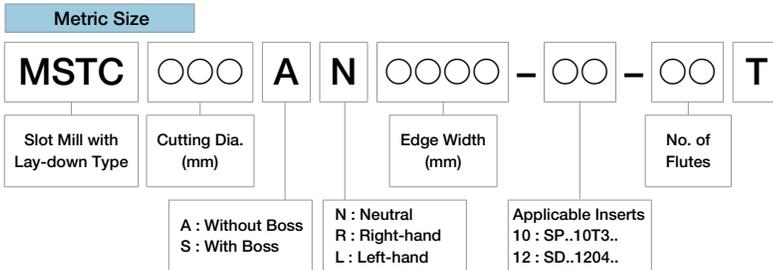 Metric Size
MSTC ○○○ A N ○○○○ – ○○ – ○○ T
Slot Mill with
Lay-down Type
Cutting Dia.
(mm)
Edge Width
(mm)
No. of
Flutes
A : Without Boss
S : With Boss
N : Neutral
R : Right-hand
L : Left-hand
Applicable Inserts
10 : SP..10T3..
12 : SD..1204..